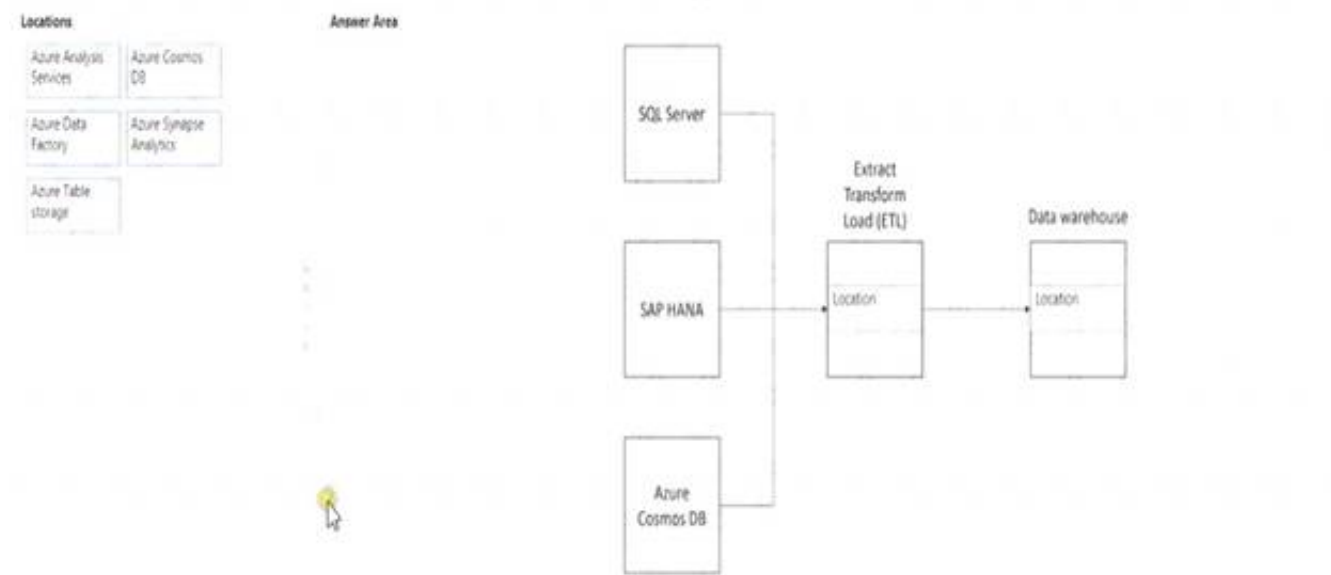 Locations
Answer Area
Azure Analysis
Services
Azure Cosmos
DB
Azure Data
Factory
Azure Synapse
Analytics
Azure Table
storage
SQL Server
SAP HANA
Azure
Cosmos DB
Extract
Transform
Load (ETL)
Location
Data warehouse
Location